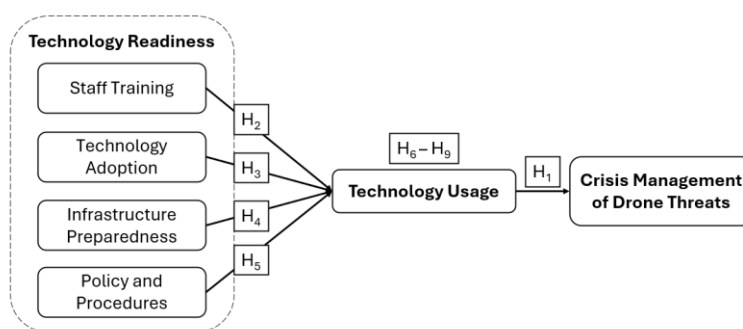 Technology Readiness
Staff Training
Technology
Adoption
Infrastructure
Preparedness
Policy and
Procedures
H₂
H₃
H₄
H₅
H₆ – H₉
Technology Usage
H₁
Crisis Management
of Drone Threats